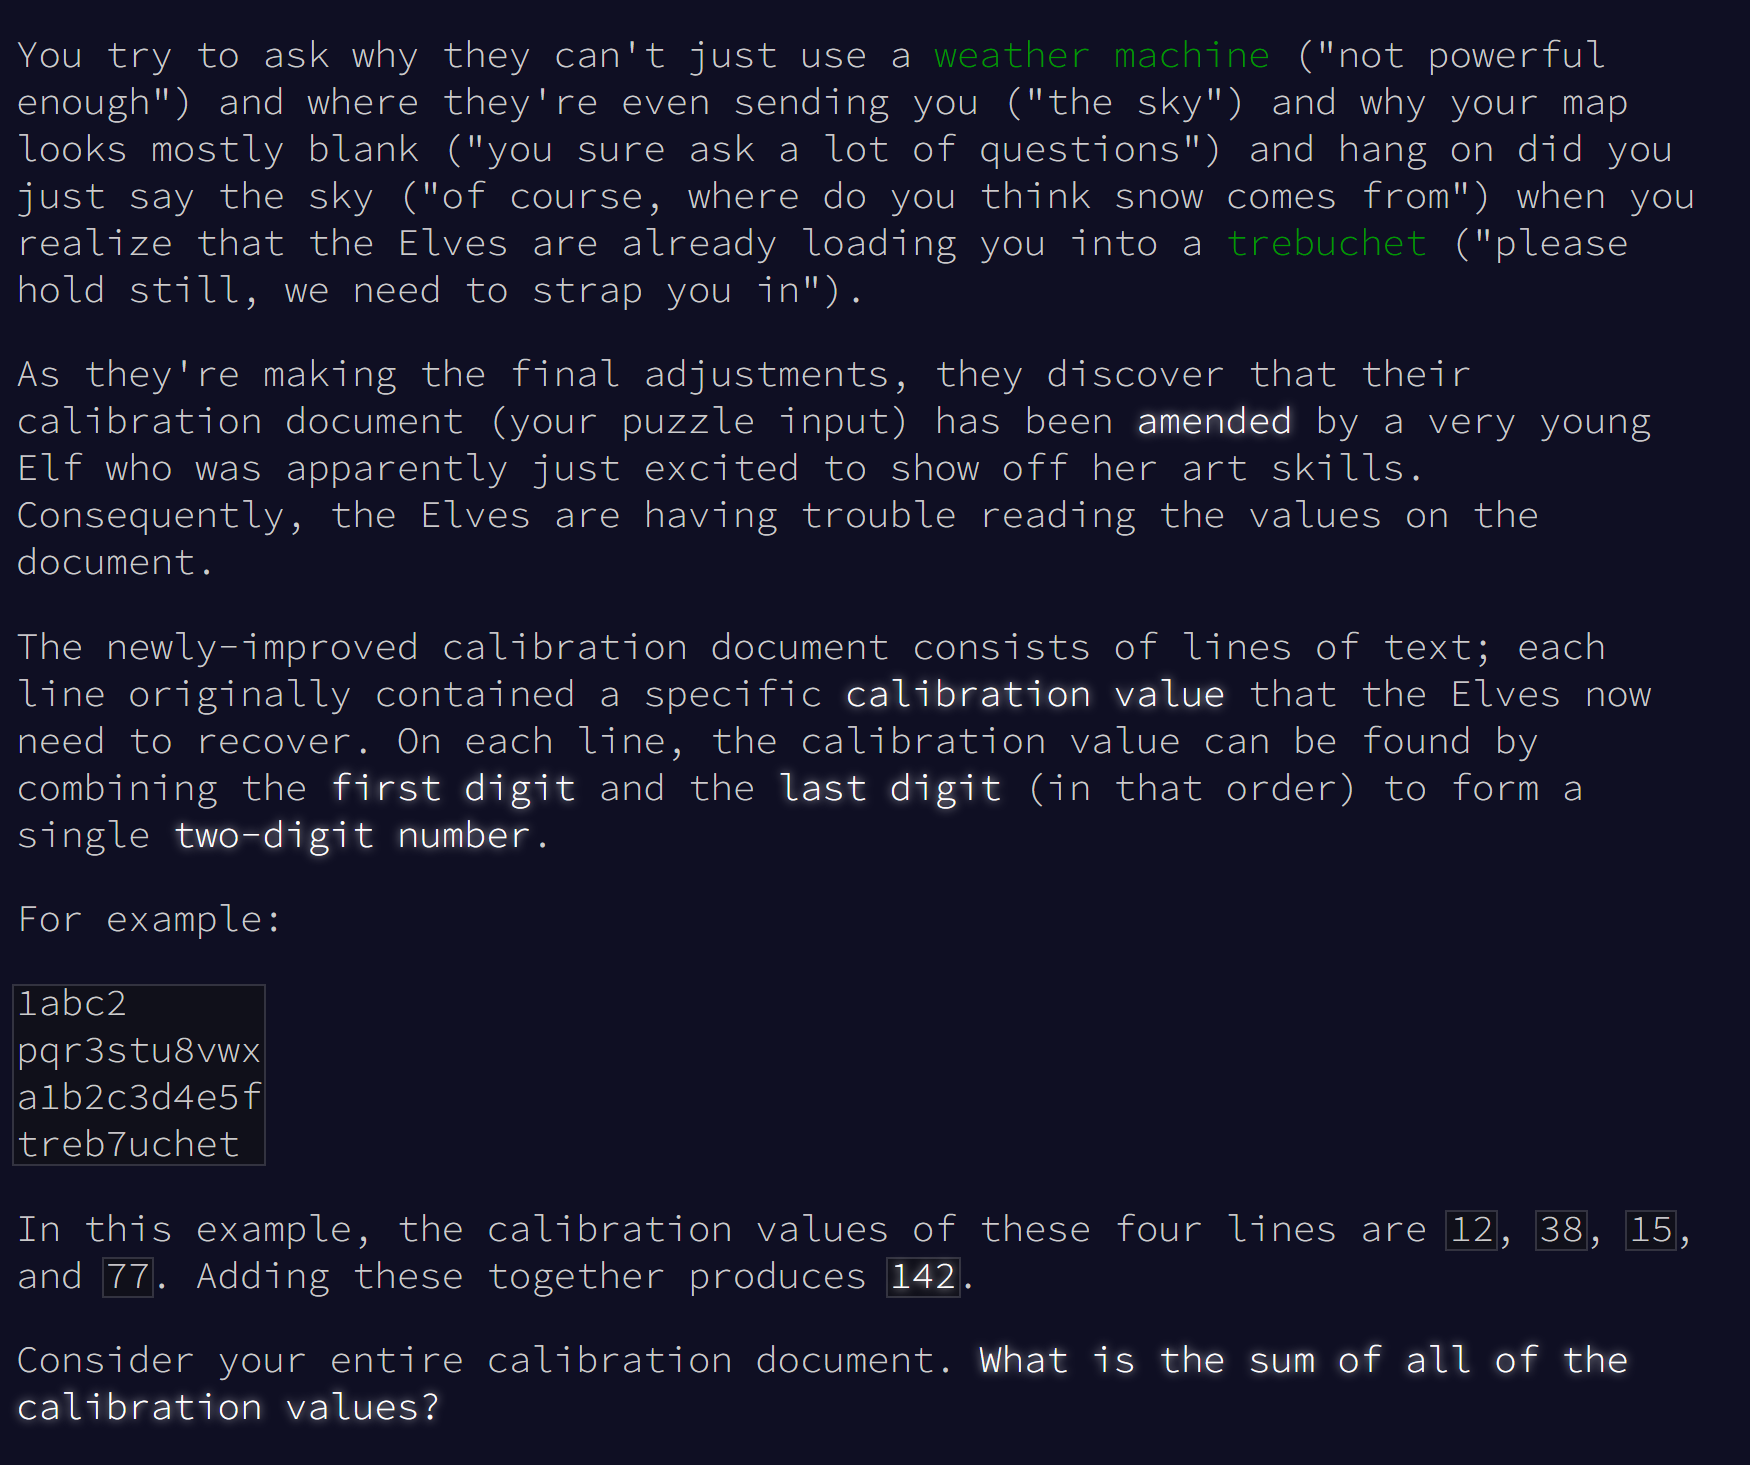 You try to ask why they can't just use a weather machine ("not powerful
enough") and where they're even sending you ("the sky") and why your map
looks mostly blank ("you sure ask a lot of questions") and hang on did you
just say the sky ("of course, where do you think snow comes from") when you
realize that the Elves are already loading you into a trebuchet ("please
hold still, we need to strap you in").
As they're making the final adjustments, they discover that their
calibration document (your puzzle input) has been amended by a very young
Elf who was apparently just excited to show off her art skills.
Consequently, the Elves are having trouble reading the values on the
document.
The newly-improved calibration document consists of lines of text; each
line originally contained a specific calibration value that the Elves now
need to recover. On each line, the calibration value can be found by
combining the first digit and the last digit (in that order) to form a
single two-digit number.
For example:
1abc2
pqr3stu8vwx
a1b2c3d4e5f
treb7uchet
In this example, the calibration values of these four lines are 12, 38, 15,
and 77. Adding these together produces 142.
Consider your entire calibration document. What is the sum of all of the
calibration values?